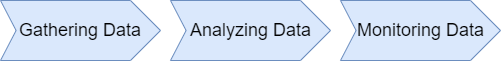 Gathering Data
Analyzing Data
Monitoring Data